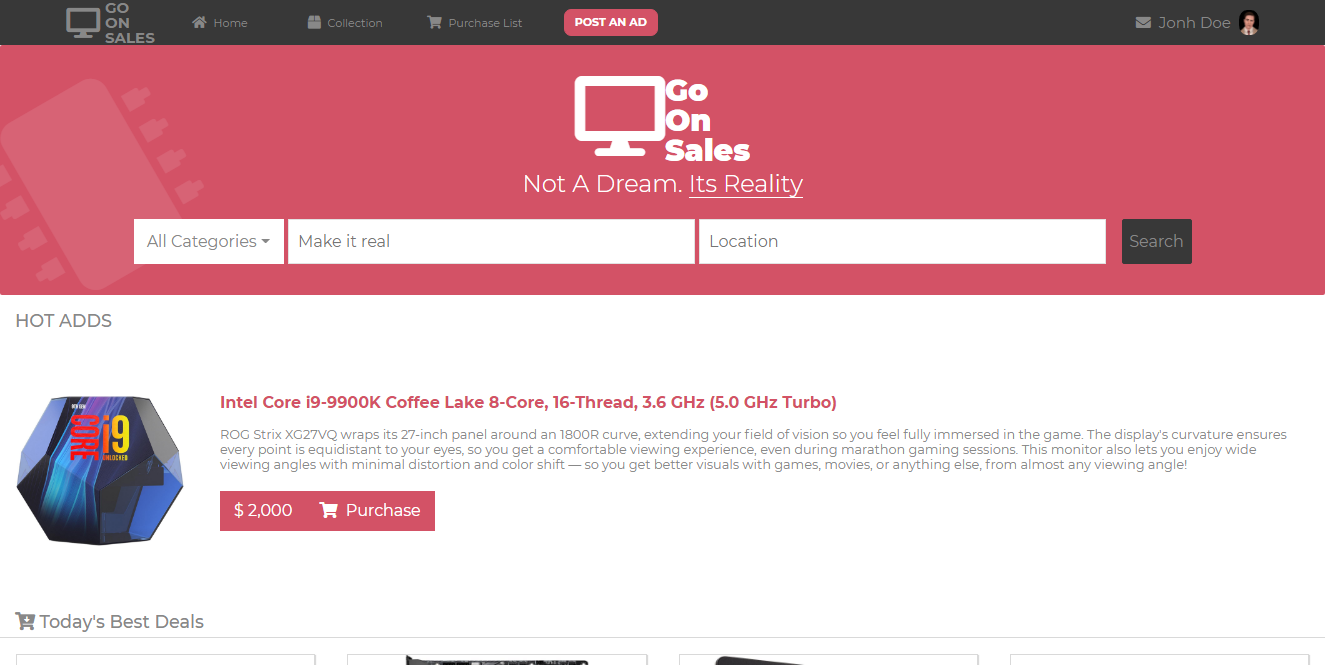 GO
ON
SALES
Home
Collection
Purchase List
POST AN AD
Jonh Doe
Go
On
Sales
Not A Dream. Its Reality
All Categories
Make it real
Location
Search
HOT ADDS
CORE i9
UNLOCKED
Intel Core i9-9900K Coffee Lake 8-Core, 16-Thread, 3.6 GHz (5.0 GHz Turbo)
ROG Strix XG27VQ wraps its 27-inch panel around an 1800R curve, extending your field of vision so you feel fully immersed in the game. The display's curvature ensures
every point is equidistant to your eyes, so you get a comfortable viewing experience, even during marathon gaming sessions. This monitor also lets you enjoy wide
viewing angles with minimal distortion and color shift — so you get better visuals with games, movies, or anything else, from almost any viewing angle!
$ 2,000
Purchase
Today's Best Deals